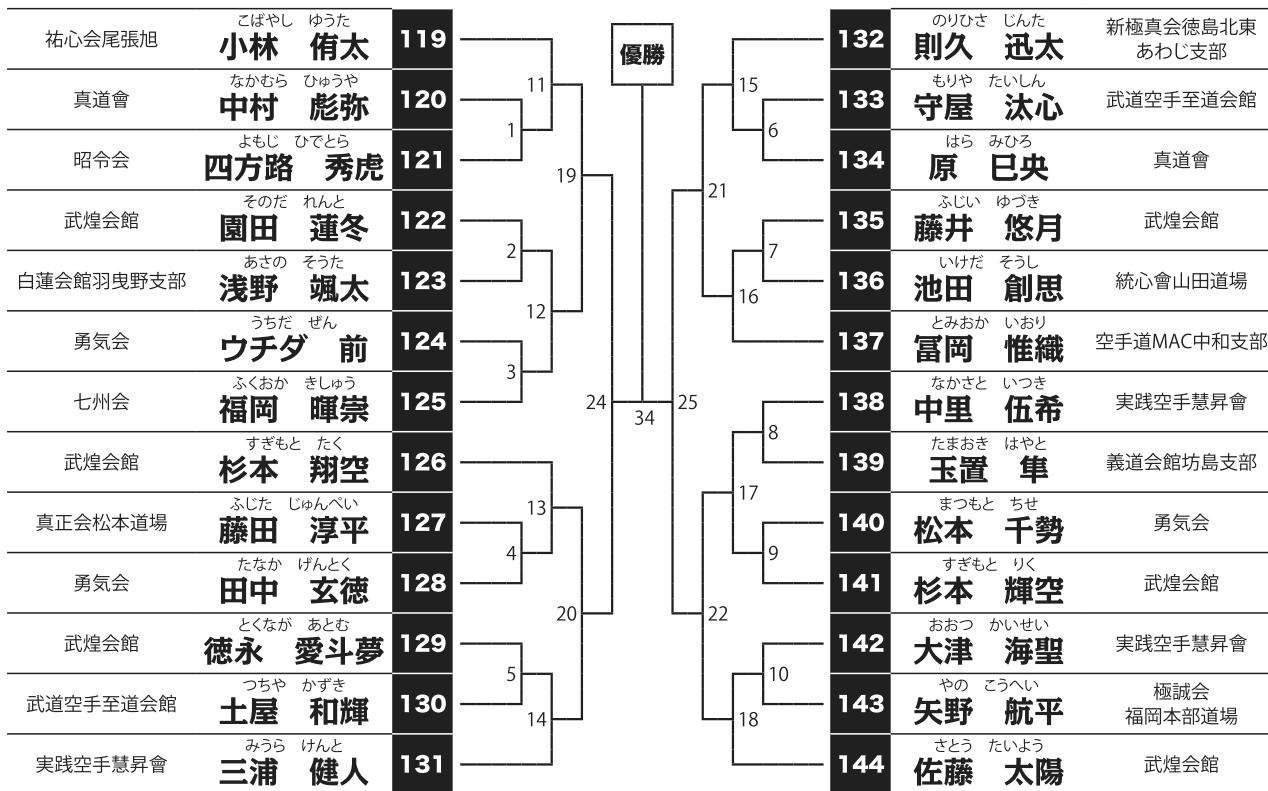 こばやし ゆうた
祐心会尾張旭 小林 侑太 119
なかむら ひゅうや
真道會 中村 彪弥 120
よもじ ひでとら
昭令会 四方路 秀虎 121
そのだ れんと
武煌会館 園田 蓮冬 122
あさの そうた
白蓮会館羽曳野支部 浅野 颯太 123
うちだ ぜん
勇気会 ウチダ 前 124
ふくおか きしゅう
七州会 福岡 暉崇 125
すぎもと たく
武煌会館 杉本 翔空 126
ふじた じゅんぺい
真正会松本道場 藤田 淳平 127
たなか げんとく
勇気会 田中 玄徳 128
とくなが あとむ
武煌会館 徳永 愛斗夢 129
つちや かずき
武道空手至道会館 土屋 和輝 130
みうら けんと
実践空手慧昇會 三浦 健人 131
11
1
19
2
12
3
24
13
4
20
5
14
優勝
34
15
6
21
7
16
25
8
17
9
22
10
18
のりひさ じんた
132 則久 迅太 新極真会徳島北東
あわじ支部
もりや たいしん
133 守屋 汰心 武道空手至道会館
はら みひろ
134 原 巳央 真道會
ふじい ゆづき
135 藤井 悠月 武煌会館
いけだ そうし
136 池田 創思 統心會山田道場
とみおか いおり
137 冨岡 惟織 空手道MAC中和支部
なかさと いつき
138 中里 伍希 実践空手慧昇會
たまおき はやと
139 玉置 隼 義道会館坊島支部
まつもと ちせ
140 松本 千勢 勇気会
すぎもと りく
141 杉本 輝空 武煌会館
おおつ かいせい
142 大津 海聖 実践空手慧昇會
やの こうへい
143 矢野 航平 極誠会
福岡本部道場
さとう たいよう
144 佐藤 太陽 武煌会館